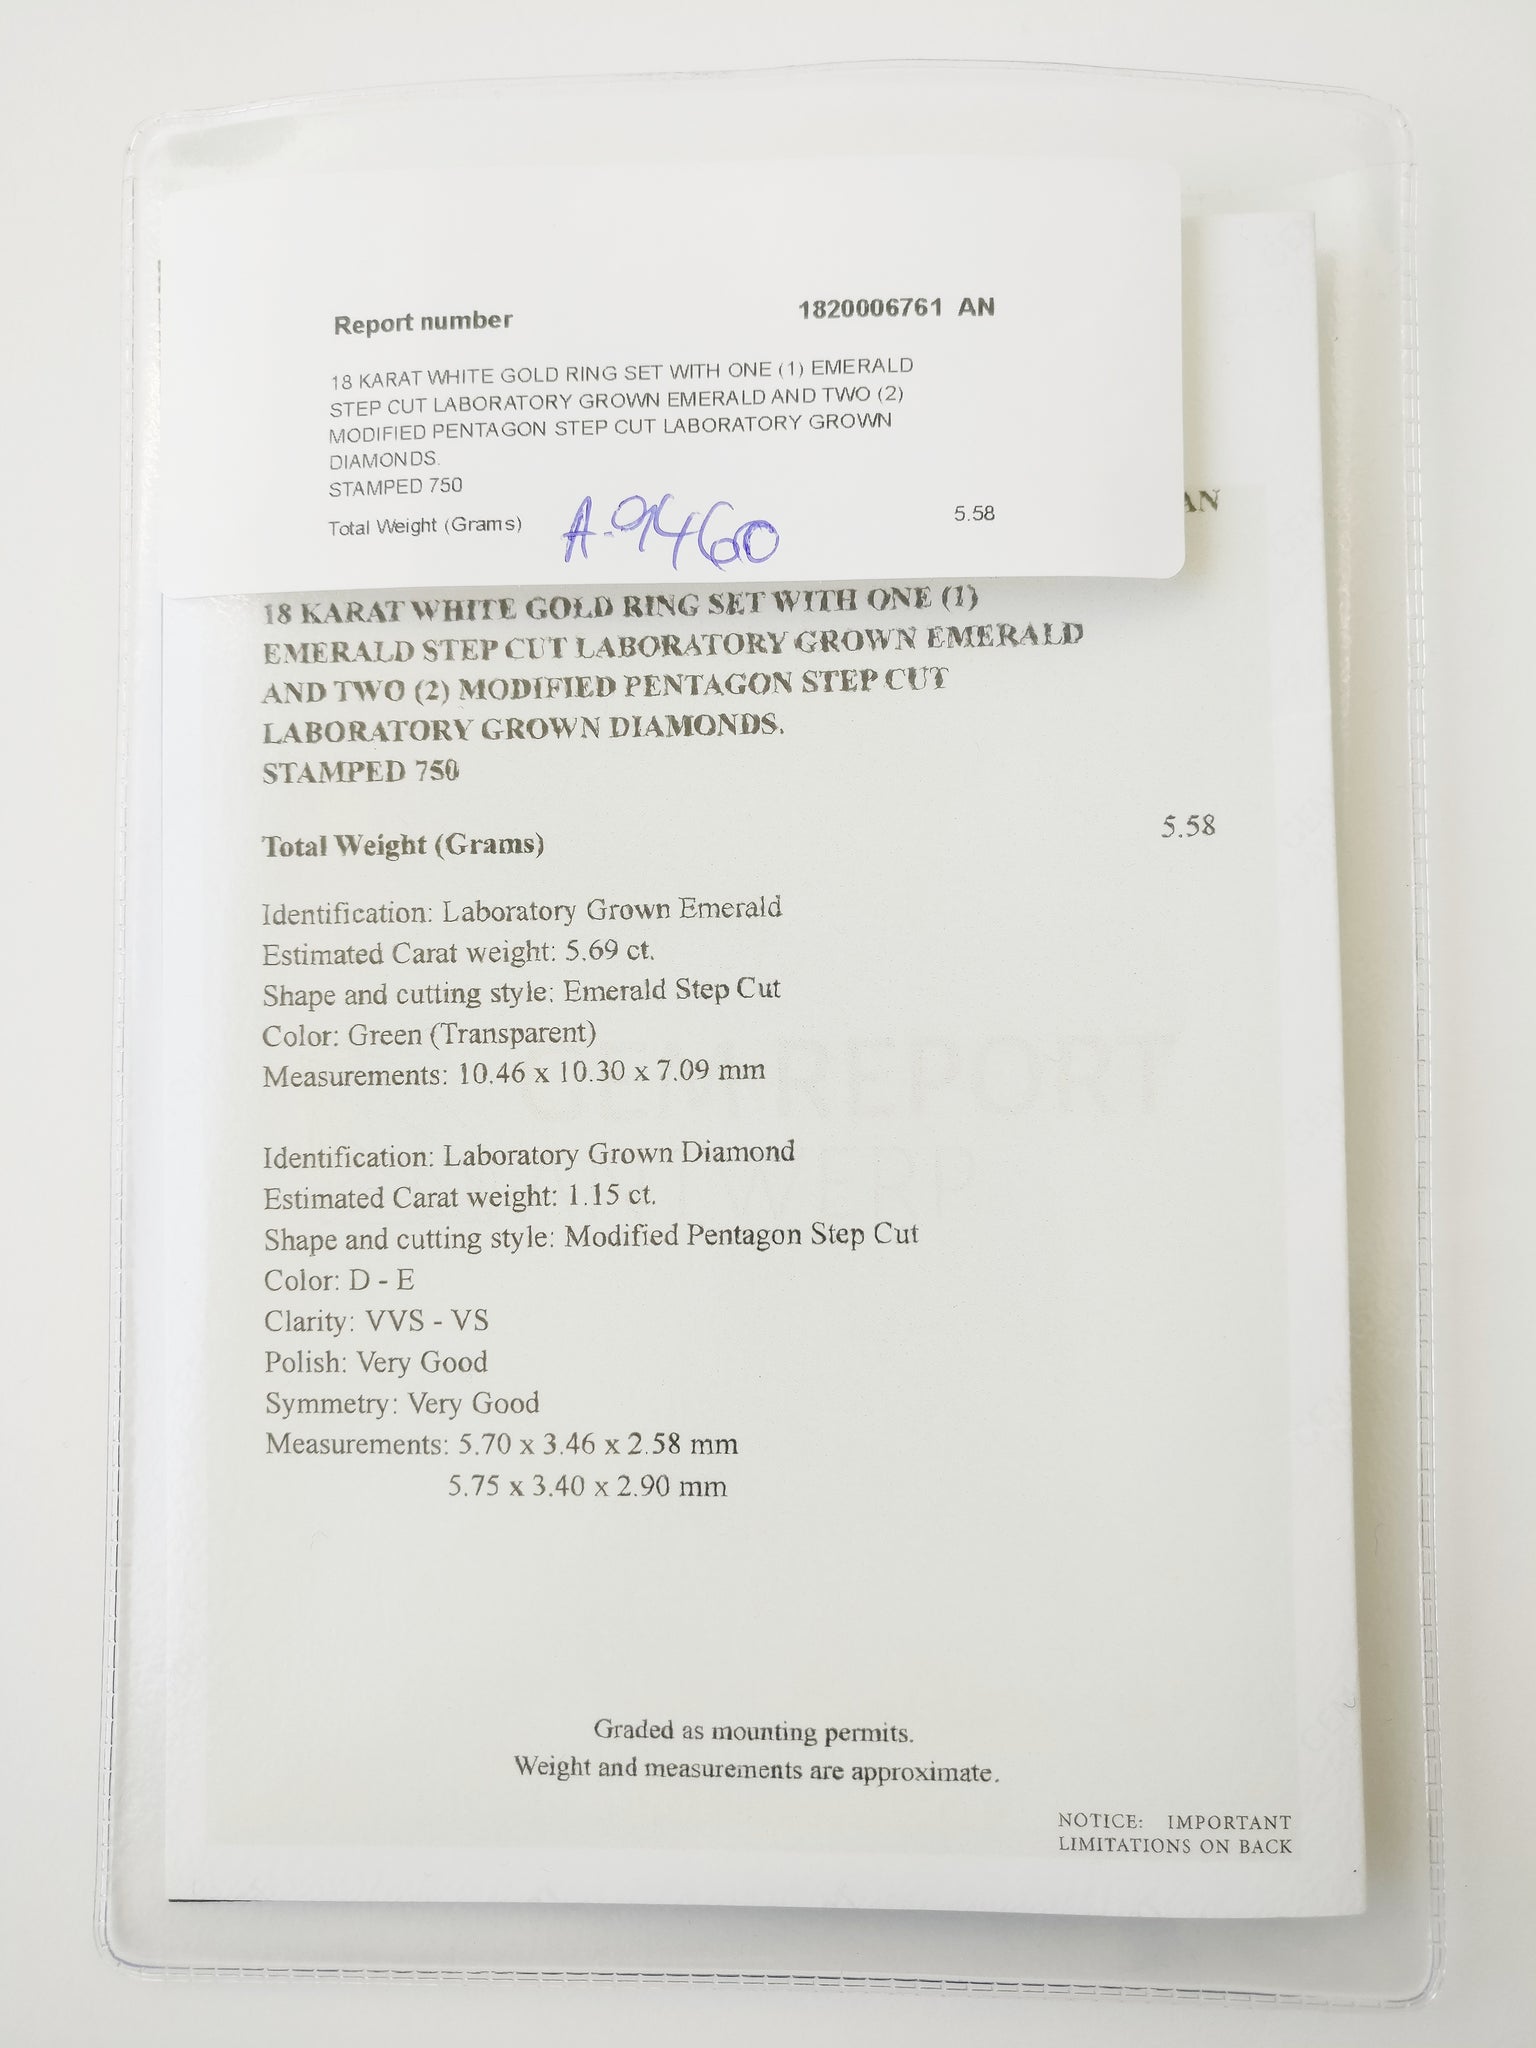 Report number 1820006761 AN
18 KARAT WHITE GOLD RING SET WITH ONE (1) EMERALD
STEP CUT LABORATORY GROWN EMERALD AND TWO (2)
MODIFIED PENTAGON STEP CUT LABORATORY GROWN
DIAMONDS.
STAMPED 750
Total Weight (Grams) 5.58
A-9460
AN
18 KARAT WHITE GOLD RING SET WITH ONE (1)
EMERALD STEP CUT LABORATORY GROWN EMERALD
AND TWO (2) MODIFIED PENTAGON STEP CUT
LABORATORY GROWN DIAMONDS.
STAMPED 750
Total Weight (Grams) 5.58
Identification: Laboratory Grown Emerald
Estimated Carat weight: 5.69 ct.
Shape and cutting style: Emerald Step Cut
Color: Green (Transparent)
Measurements: 10.46 x 10.30 x 7.09 mm
Identification: Laboratory Grown Diamond
Estimated Carat weight: 1.15 ct.
Shape and cutting style: Modified Pentagon Step Cut
Color: D - E
Clarity: VVS - VS
Polish: Very Good
Symmetry: Very Good
Measurements: 5.70 x 3.46 x 2.58 mm
5.75 x 3.40 x 2.90 mm
Graded as mounting permits.
Weight and measurements are approximate.
NOTICE: IMPORTANT
LIMITATIONS ON BACK